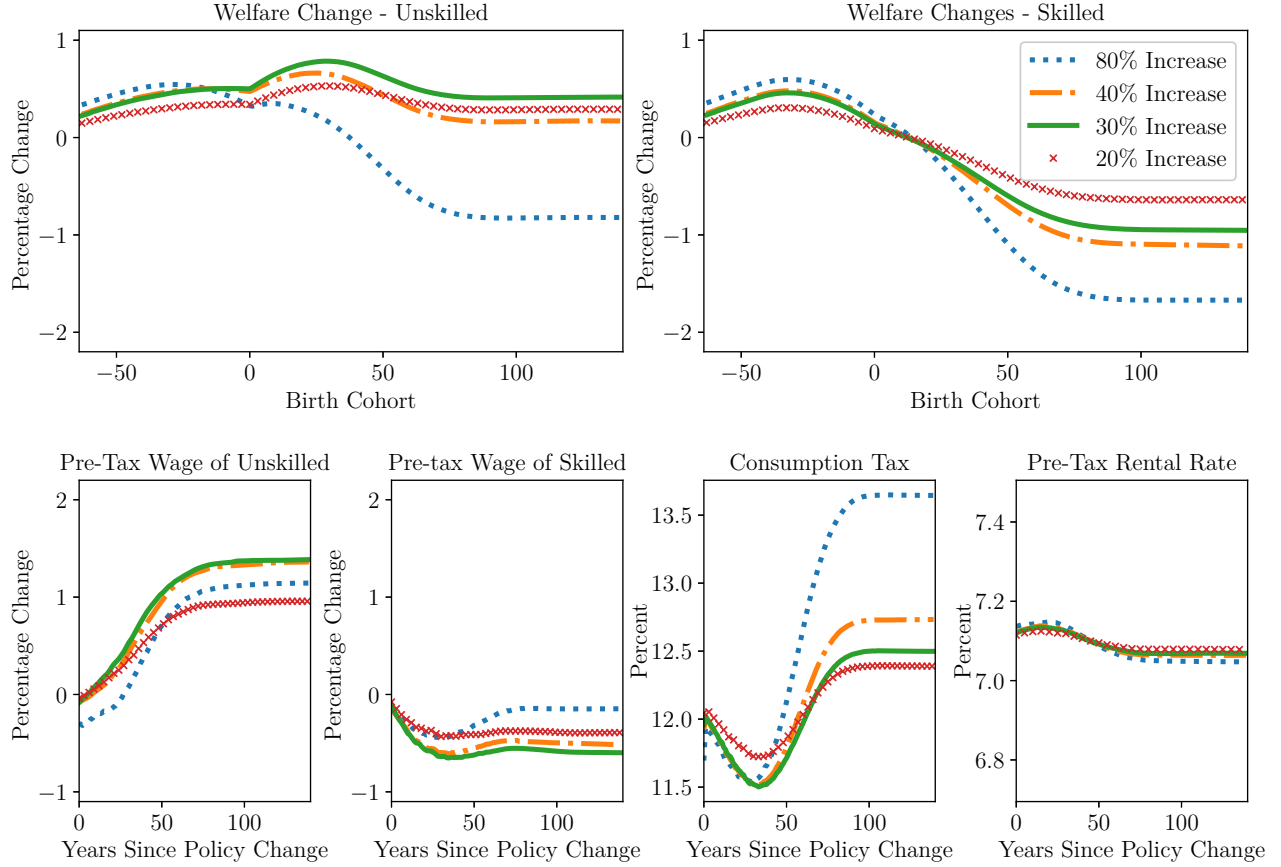 Welfare Change - Unskilled
Percentage Change
1
0
−1
−2
−50
0
50
100
Birth Cohort
Welfare Changes - Skilled
Percentage Change
1
0
−1
−2
−50
0
50
100
Birth Cohort
80% Increase
40% Increase
30% Increase
20% Increase
Pre-Tax Wage of Unskilled
Percentage Change
2
1
0
−1
0
50
100
Years Since Policy Change
Pre-tax Wage of Skilled
Percentage Change
2
1
0
−1
0
50
100
Years Since Policy Change
Consumption Tax
Percent
13.5
13.0
12.5
12.0
11.5
0
50
100
Years Since Policy Change
Pre-Tax Rental Rate
Percent
7.4
7.2
7.0
6.8
0
50
100
Years Since Policy Change